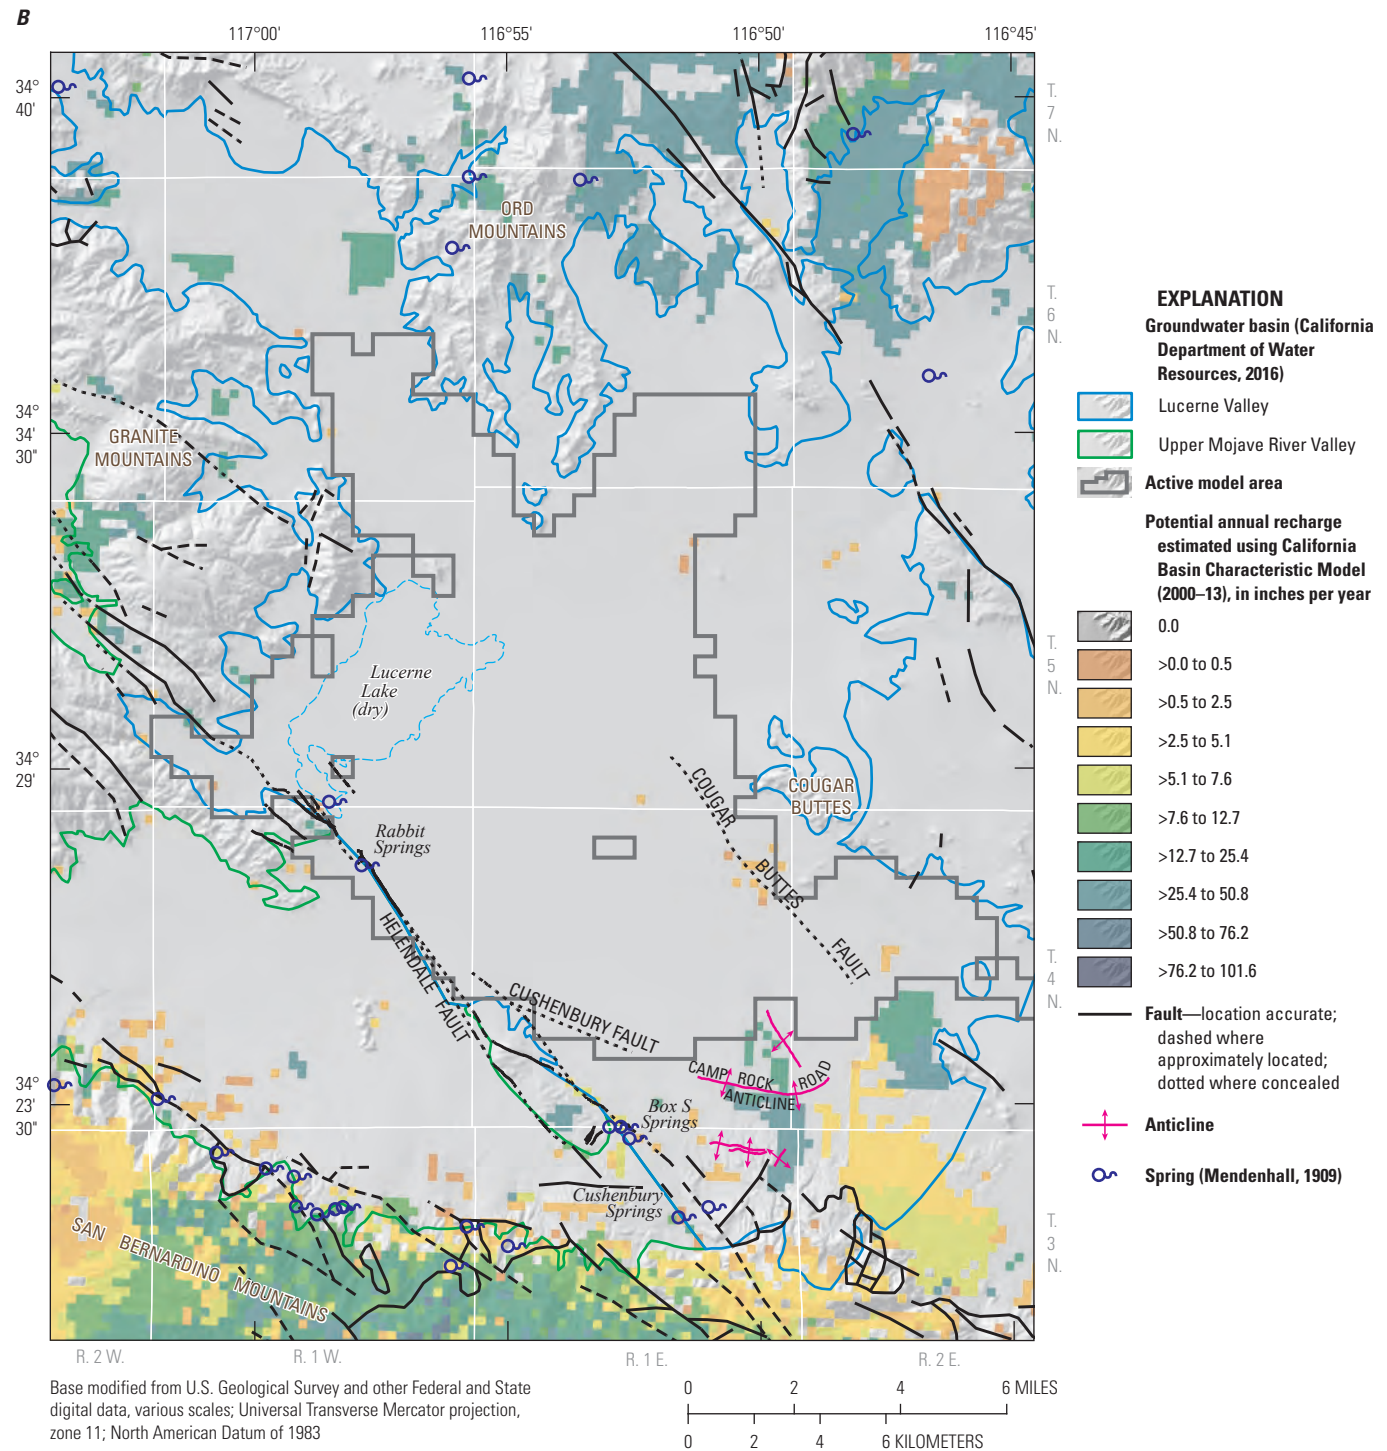 B
117°00'
116°55'
116°50'
116°45'
34°
40'
34°
34'
30"
34°
29'
34°
23'
30"
T.
7
N.
T.
6
N.
T.
5
N.
T.
4
N.
T.
3
N.
ORD
MOUNTAINS
GRANITE
MOUNTAINS
Lucerne
Lake
(dry)
COUGAR
BUTTES
COUGAR BUTTES FAULT
Rabbit
Springs
HELENDALE FAULT
CUSHENBURY FAULT
CAMP ROCK ROAD
ANTICLINE
Box S
Springs
Cushenbury
Springs
SAN BERNARDINO MOUNTAINS
R. 2 W.
R. 1 W.
R. 1 E.
R. 2 E.
Base modified from U.S. Geological Survey and other Federal and State
digital data, various scales; Universal Transverse Mercator projection,
zone 11; North American Datum of 1983
0 2 4 6 MILES
0 2 4 6 KILOMETERS
EXPLANATION
Groundwater basin (California
Department of Water
Resources, 2016)
Lucerne Valley
Upper Mojave River Valley
Active model area
Potential annual recharge
estimated using California
Basin Characteristic Model
(2000–13), in inches per year
0.0
>0.0 to 0.5
>0.5 to 2.5
>2.5 to 5.1
>5.1 to 7.6
>7.6 to 12.7
>12.7 to 25.4
>25.4 to 50.8
>50.8 to 76.2
>76.2 to 101.6
Fault—location accurate;
dashed where
approximately located;
dotted where concealed
Anticline
Spring (Mendenhall, 1909)